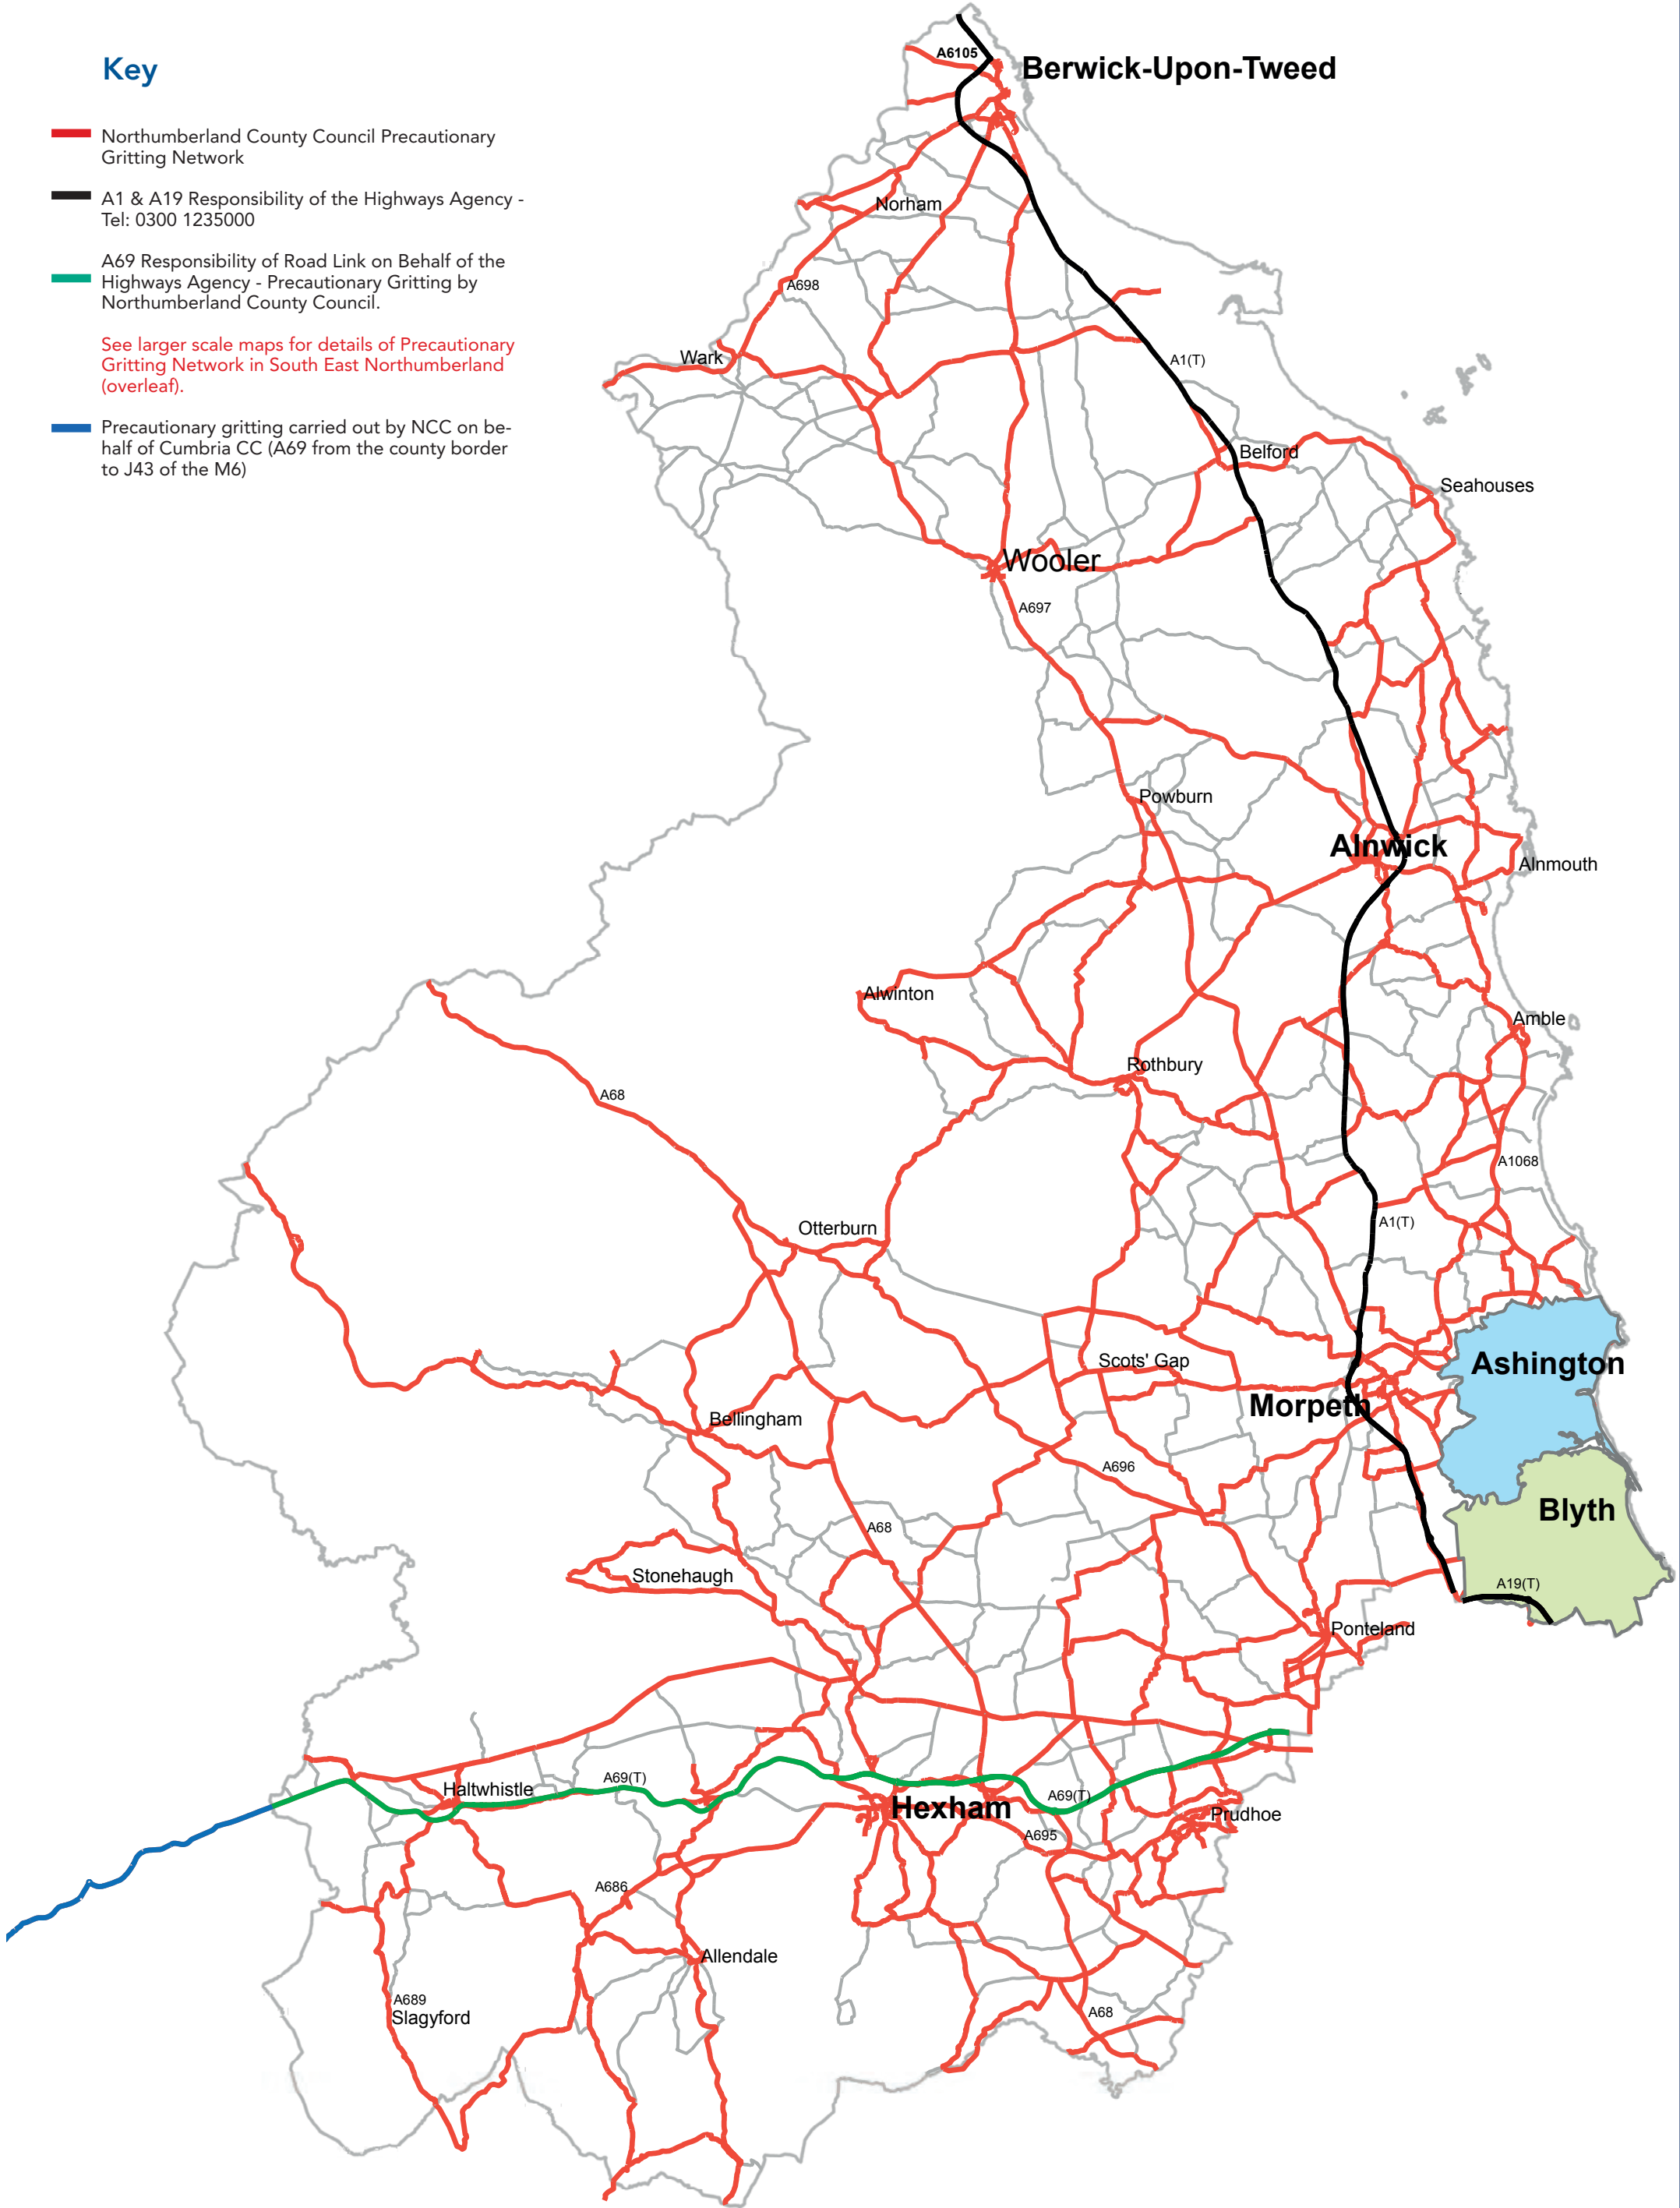 Key
Northumberland County Council Precautionary
Gritting Network
A1 & A19 Responsibility of the Highways Agency -
Tel: 0300 1235000
A69 Responsibility of Road Link on Behalf of the
Highways Agency - Precautionary Gritting by
Northumberland County Council.
See larger scale maps for details of Precautionary
Gritting Network in South East Northumberland
(overleaf).
Precautionary gritting carried out by NCC on be-
half of Cumbria CC (A69 from the county border
to J43 of the M6)
A6105
Berwick-Upon-Tweed
Norham
A698
Wark
A1(T)
Belford
Seahouses
Wooler
A697
Powburn
Alnwick
Alnmouth
Alwinton
Amble
Rothbury
A68
A1068
A1(T)
Otterburn
Scots' Gap
Ashington
Morpeth
Bellingham
A696
Blyth
A68
Stonehaugh
A19(T)
Ponteland
A69(T)
Haltwhistle
A69(T)
Hexham
Prudhoe
A695
A686
Allendale
A689
Slagyford
A68